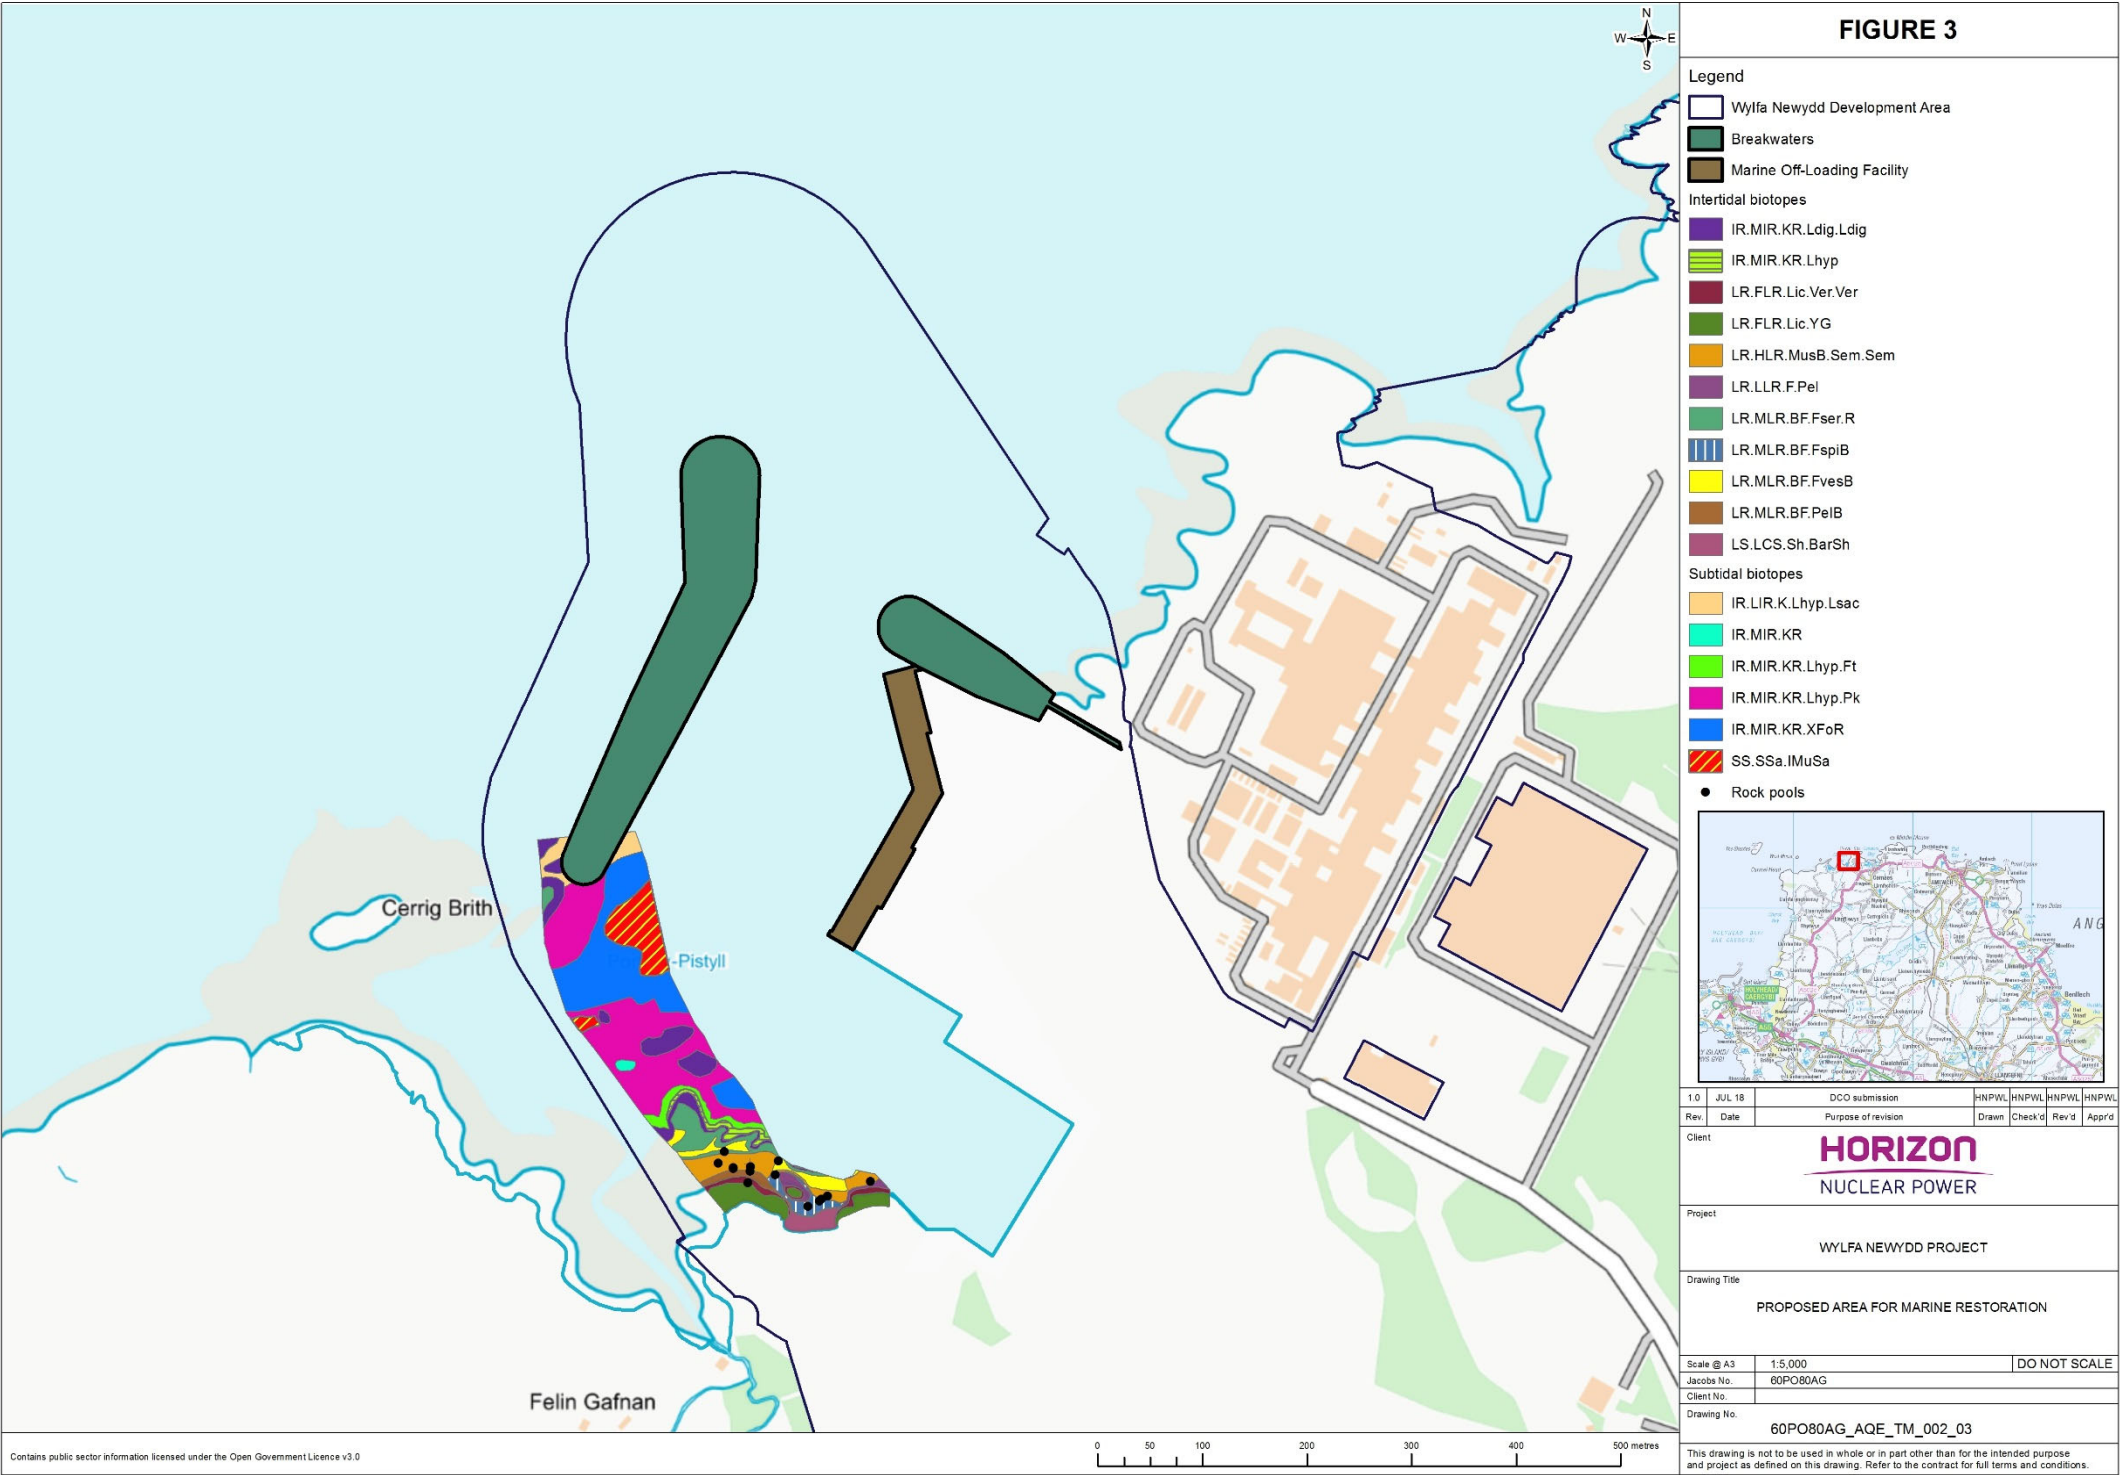 N
W
E
S
Cerrig Brith
-Pistyll
Felin Gafnan
Contains public sector information licensed under the Open Government Licence v3.0
0 50 100 200 300 400 500 metres
FIGURE 3
Legend
Wylfa Newydd Development Area
Breakwaters
Marine Off-Loading Facility
Intertidal biotopes
IR.MIR.KR.Ldig.Ldig
IR.MIR.KR.Lhyp
LR.FLR.Lic.Ver.Ver
LR.FLR.Lic.YG
LR.HLR.MusB.Sem.Sem
LR.LLR.F.Pel
LR.MLR.BF.Fser.R
LR.MLR.BF.FspiB
LR.MLR.BF.FvesB
LR.MLR.BF.PelB
LS.LCS.Sh.BarSh
Subtidal biotopes
IR.LIR.K.Lhyp.Lsac
IR.MIR.KR
IR.MIR.KR.Lhyp.Ft
IR.MIR.KR.Lhyp.Pk
IR.MIR.KR.XFoR
SS.SSa.IMuSa
Rock pools
ANG
HOLYHEAD/
CAERGYBI
1.0 JUL 18 DCO submission HNPWL HNPWL HNPWL HNPWL
Rev. Date Purpose of revision Drawn Check'd Rev'd Appr'd
Client
HORIZON
NUCLEAR POWER
Project
WYLFA NEWYDD PROJECT
Drawing Title
PROPOSED AREA FOR MARINE RESTORATION
Scale @ A3 1:5,000 DO NOT SCALE
Jacobs No. 60PO80AG
Client No.
Drawing No.
60PO80AG_AQE_TM_002_03
This drawing is not to be used in whole or in part other than for the intended purpose
and project as defined on this drawing. Refer to the contract for full terms and conditions.